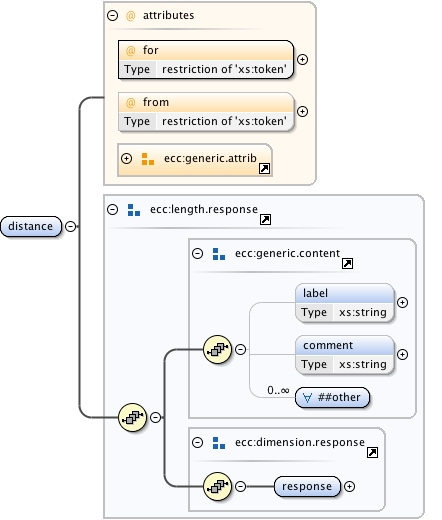 @ attributes
@ for
Type restriction of 'xs:token'
@ from
Type restriction of 'xs:token'
ecc:generic.attrib
ecc:length.response
distance
ecc:generic.content
label
Type xs:string
comment
Type xs:string
0..∞
∀ ##other
ecc:dimension.response
response